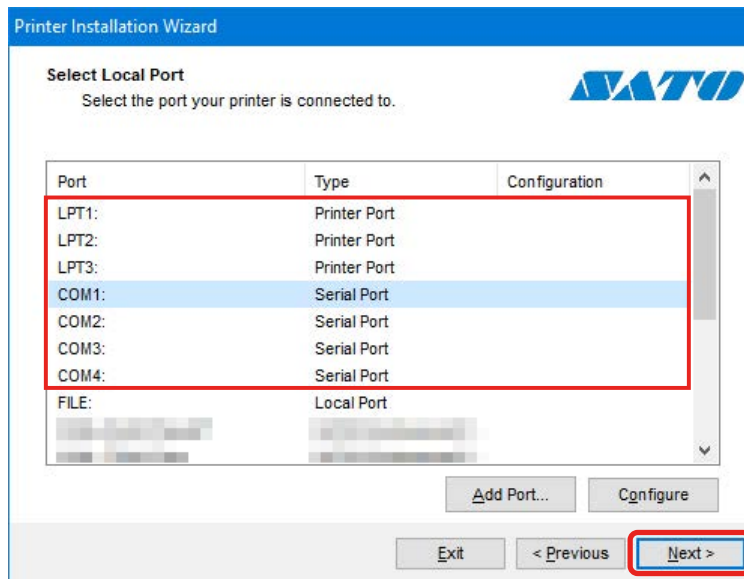 Printer Installation Wizard
Select Local Port
Select the port your printer is connected to.
SATO
Port Type Configuration
LPT1: Printer Port
LPT2: Printer Port
LPT3: Printer Port
COM1: Serial Port
COM2: Serial Port
COM3: Serial Port
COM4: Serial Port
FILE: Local Port
Add Port... Configure
Exit < Previous Next >